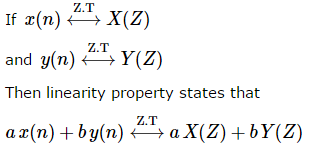 If x(n) Z.T ⟷ X(Z)
and y(n) Z.T ⟷ Y(Z)
Then linearity property states that
a x(n) + b y(n) Z.T ⟷ a X(Z) + b Y(Z)